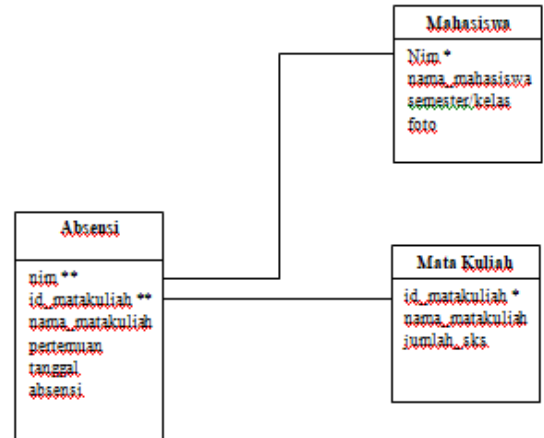 Mahasiswa
Nim *
nama_mahasiswa
semester/kelas
foto
Absensi
nim **
id_matakuliah **
nama_matakuliah
pertemuan
tanggal
absensi
Mata Kuliah
id_matakuliah *
nama_matakuliah
jumlah_sks